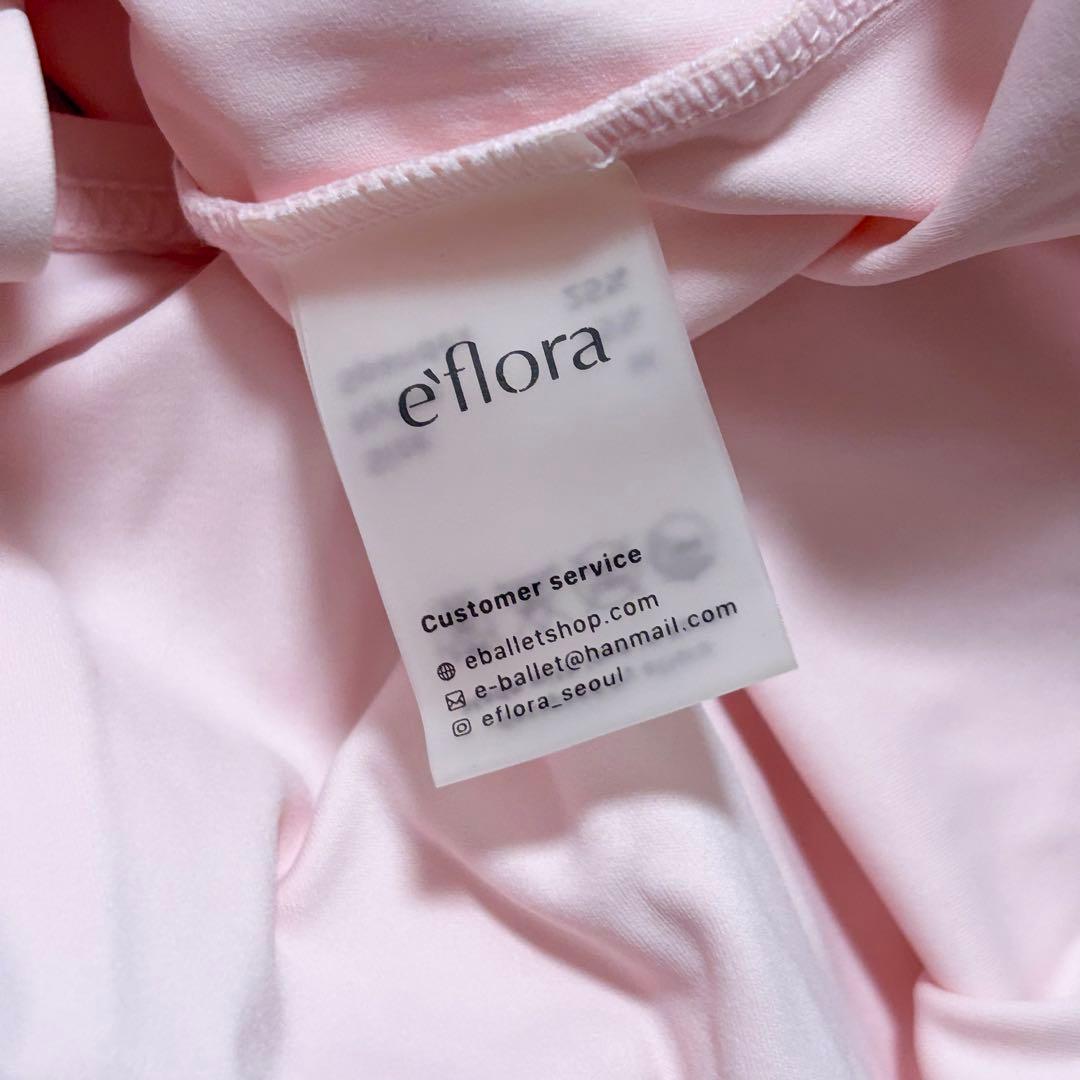 e`flora
Customer service
eballetshop.com
e-ballet@hanmail.com
eflora_seoul